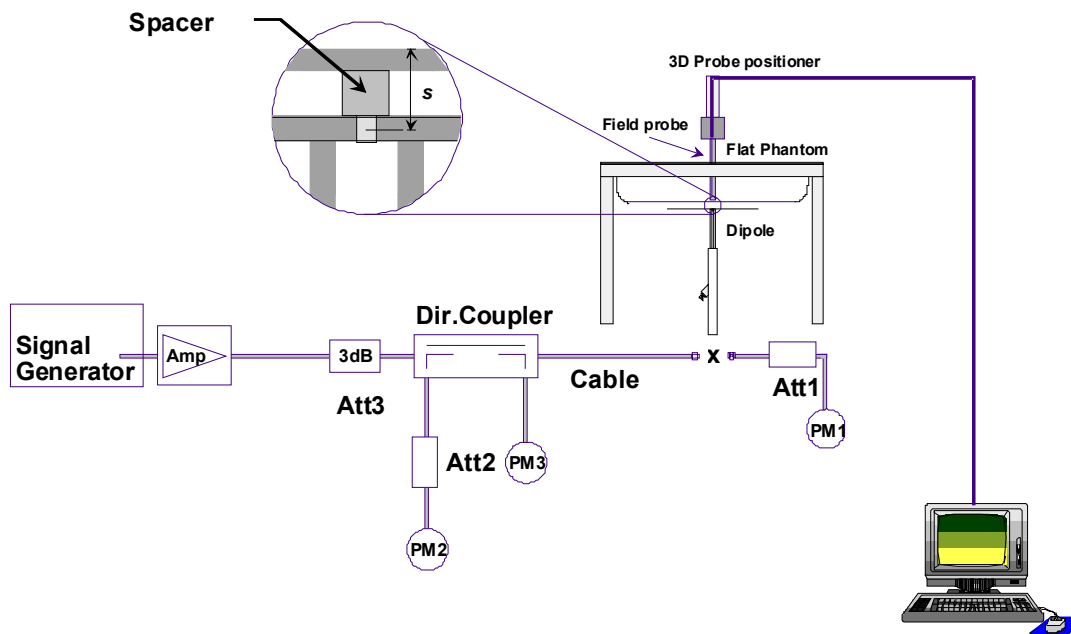 Spacer
s
3D Probe positioner
Field probe
Flat Phantom
Dipole
Signal
Generator
Amp
3dB
Att3
Dir.Coupler
Cable
x
Att1
PM1
Att2
PM3
PM2